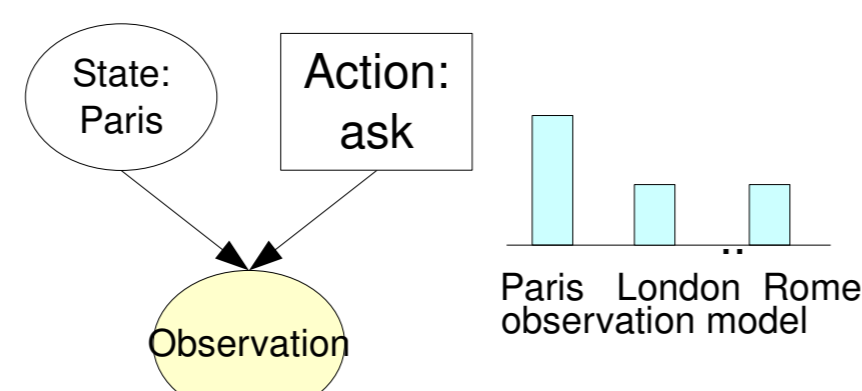 State:
Paris
Action:
ask
Observation
..
Paris London Rome
observation model